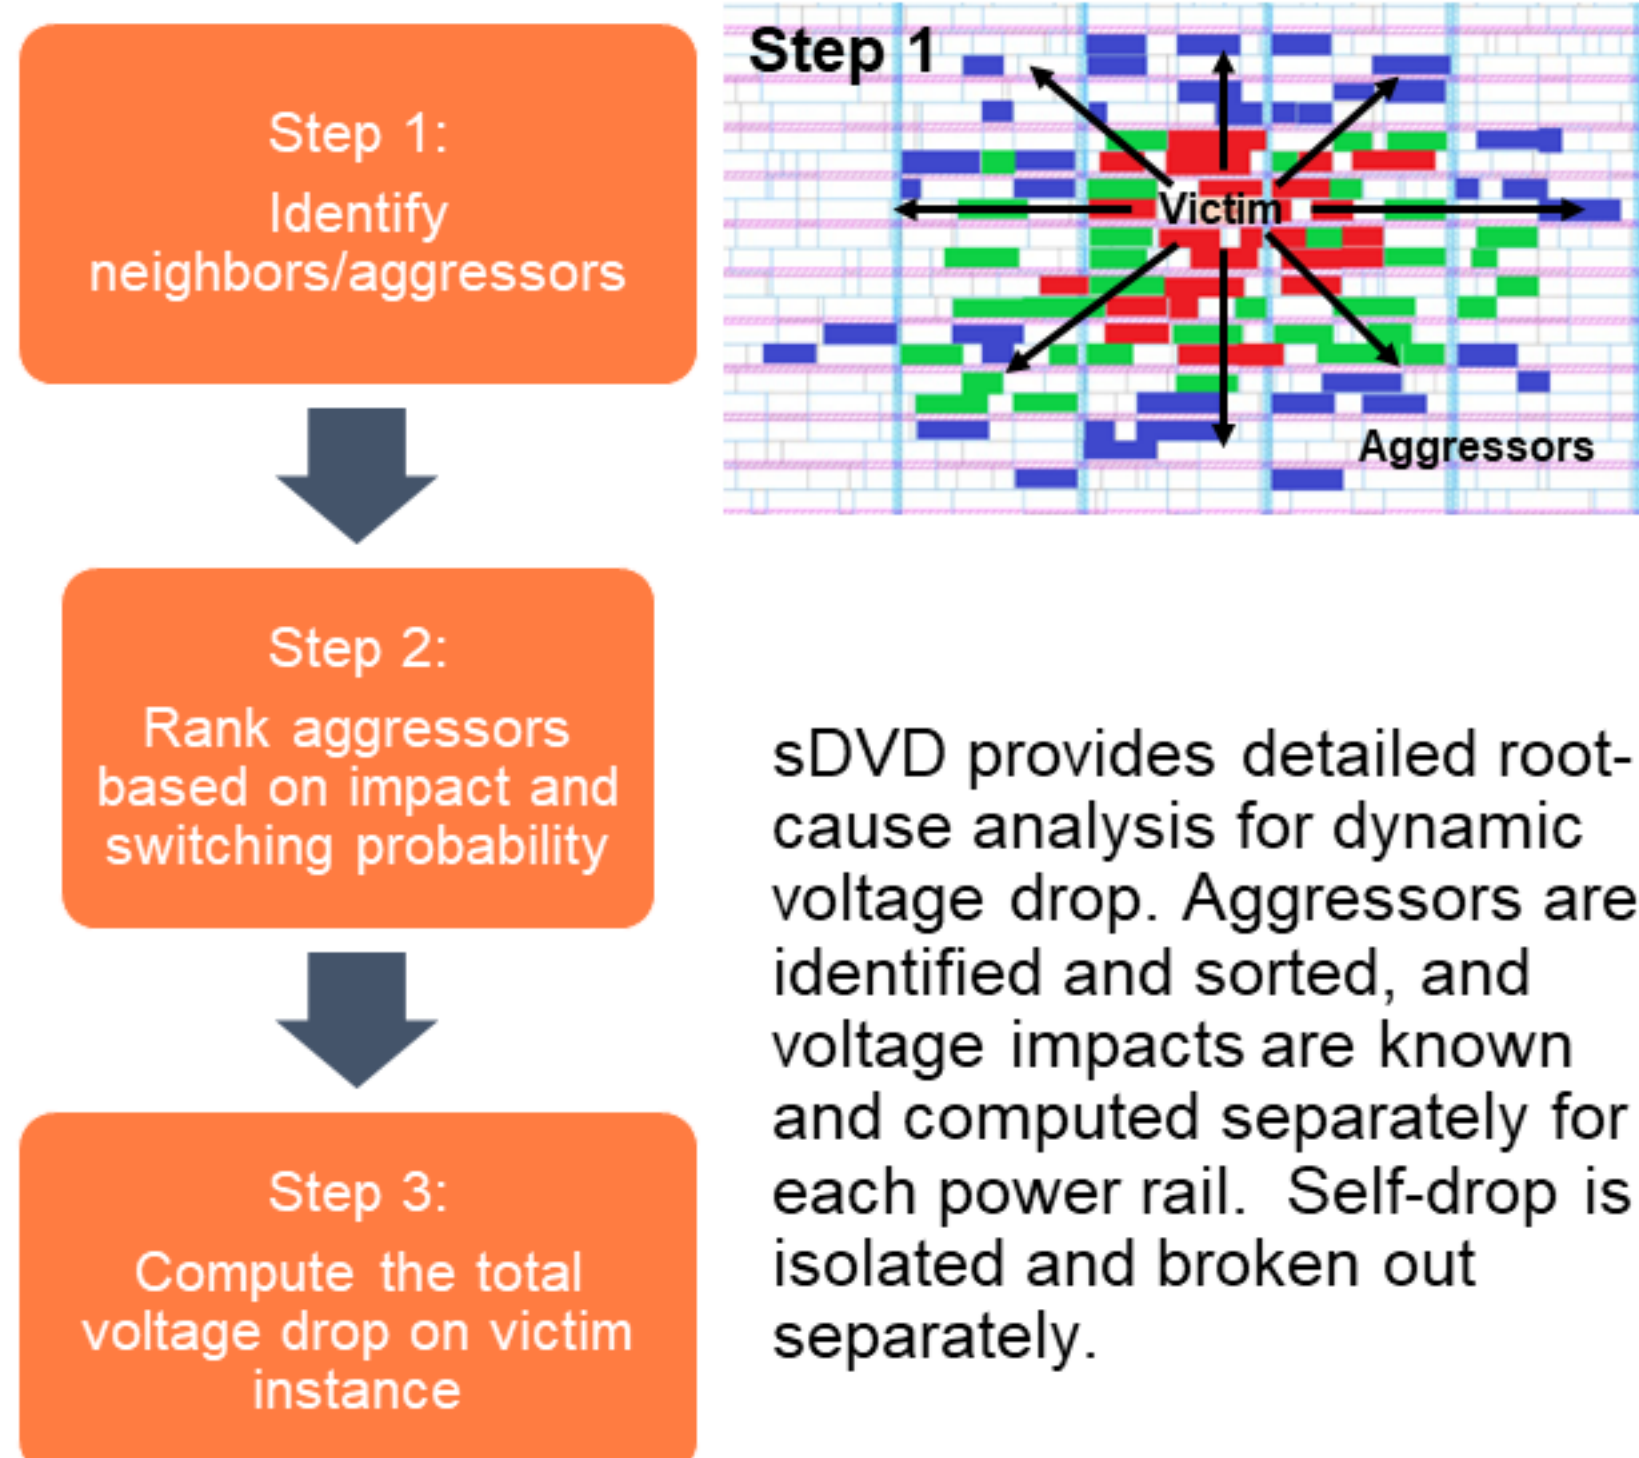 Step 1:
Identify
neighbors/aggressors
Step 2:
Rank aggressors
based on impact and
switching probability
Step 3:
Compute the total
voltage drop on victim
instance
Step 1
Victim
Aggressors
sDVD provides detailed root-
cause analysis for dynamic
voltage drop. Aggressors are
identified and sorted, and
voltage impacts are known
and computed separately for
each power rail.  Self-drop is
isolated and broken out
separately.